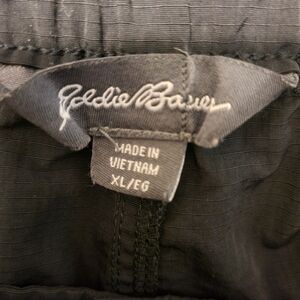 Eddie Bauer
MADE IN
VIETNAM
XL/EG